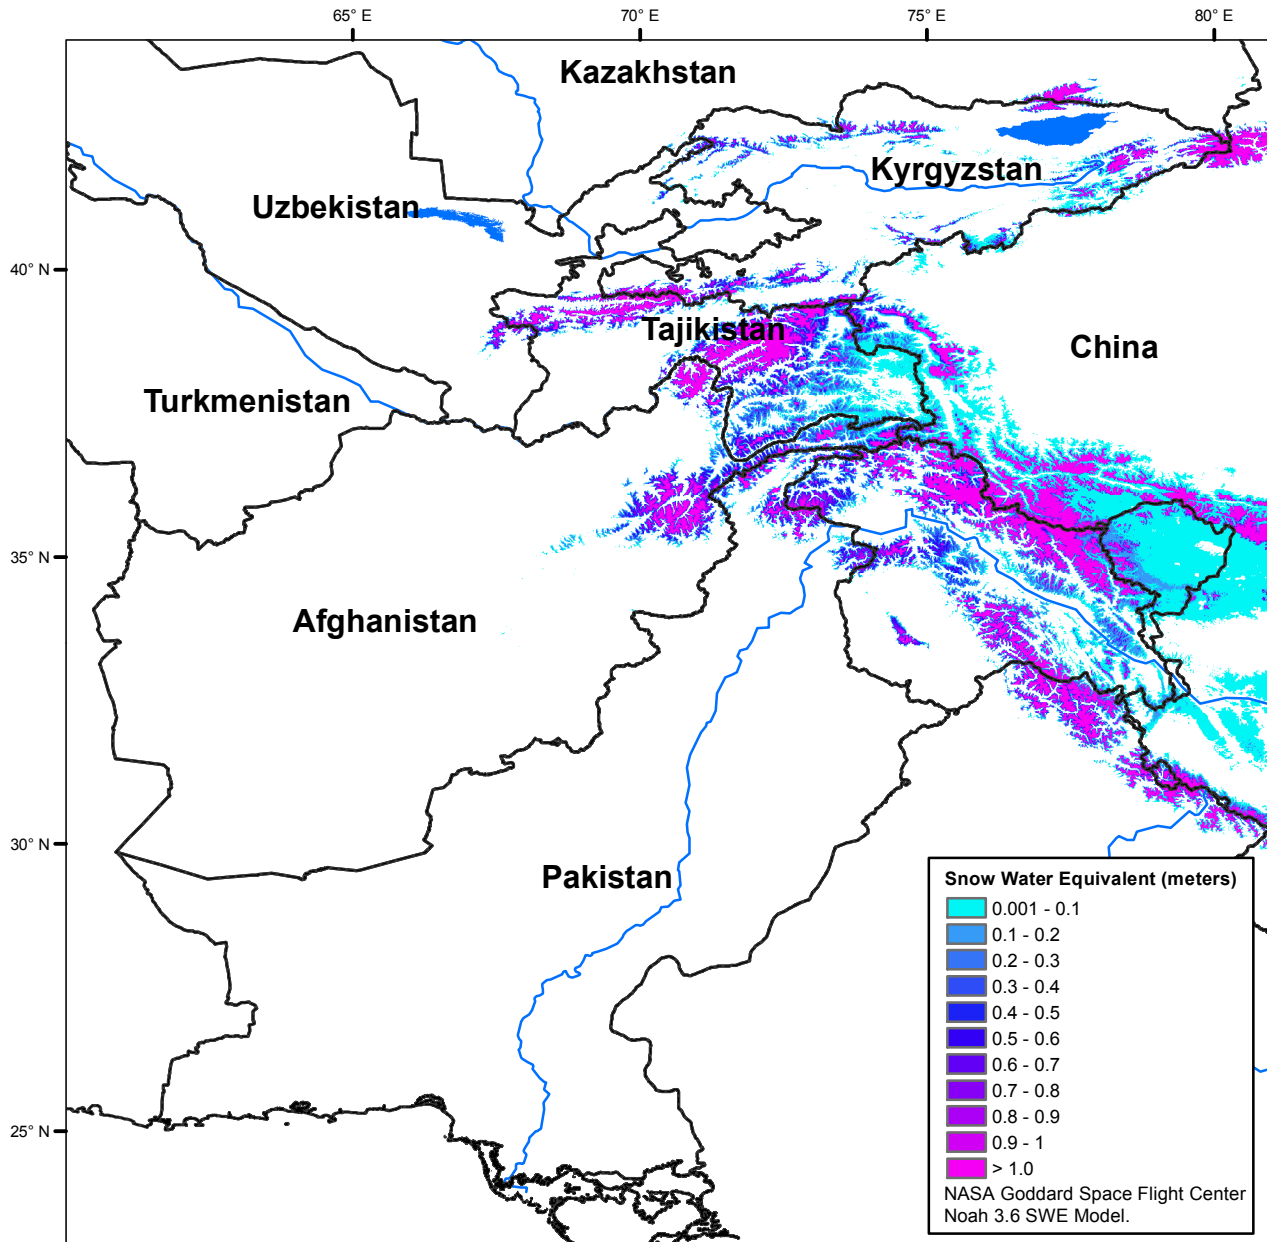 65° E
70° E
75° E
80° E
Kazakhstan
Kyrgyzstan
Uzbekistan
40° N
Tajikistan
China
Turkmenistan
35° N
Afghanistan
30° N
Pakistan
25° N
Snow Water Equivalent (meters)
0.001 - 0.1
0.1 - 0.2
0.2 - 0.3
0.3 - 0.4
0.4 - 0.5
0.5 - 0.6
0.6 - 0.7
0.7 - 0.8
0.8 - 0.9
0.9 - 1
> 1.0
NASA Goddard Space Flight Center
Noah 3.6 SWE Model.